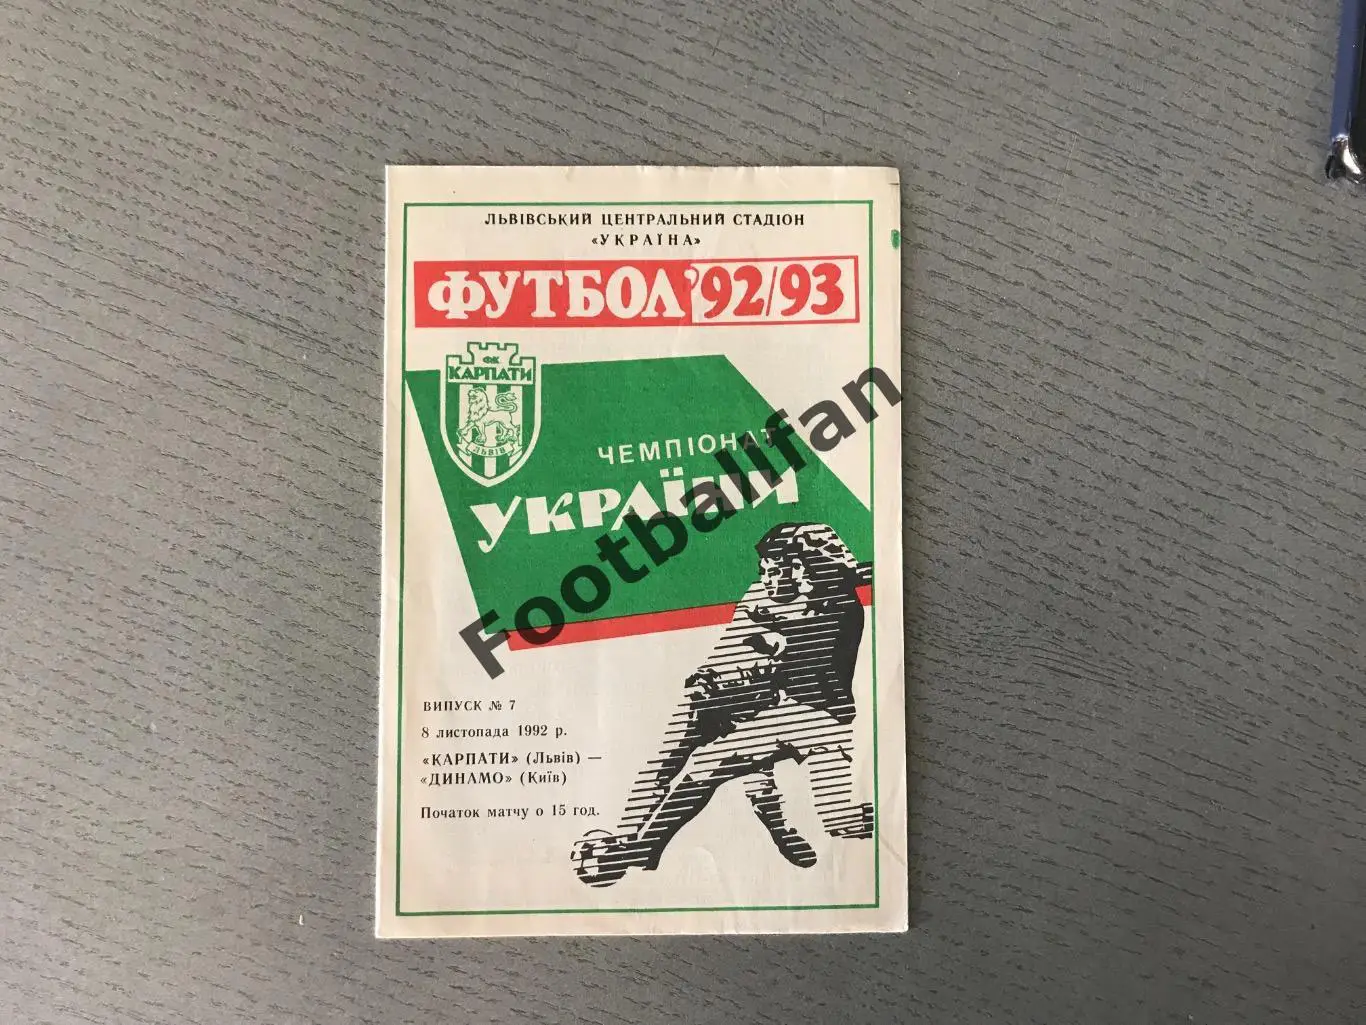 ЛЬВІВСЬКИЙ ЦЕНТРАЛЬНИЙ СТАДІОН
«УКРАЇНА»
ФУТБОЛ '92/93
ФК
КАРПАТИ
ЛЬВІВ
ЧЕМПІОНАТ
УКРАЇНИ
Footballfan
ВИПУСК № 7
8 листопада 1992 р.
«КАРПАТИ» (Львів) —
«ДИНАМО» (Київ)
Початок матчу о 15 год.